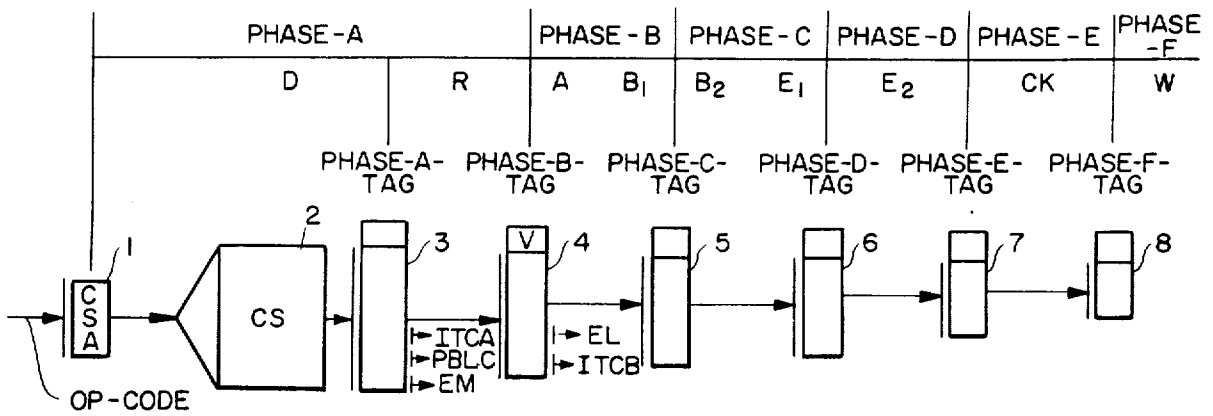 PHASE-A PHASE-B PHASE-C PHASE-D PHASE-E PHASE
-F
D R A B1 B2 E1 E2 CK W
PHASE-A- PHASE-B- PHASE-C- PHASE-D- PHASE-E- PHASE-F-
TAG TAG TAG TAG TAG TAG
1 2 3 V 4 5 6 7 8
CSA
CS
ITCA EL
PBLC ITCB
EM
OP-CODE